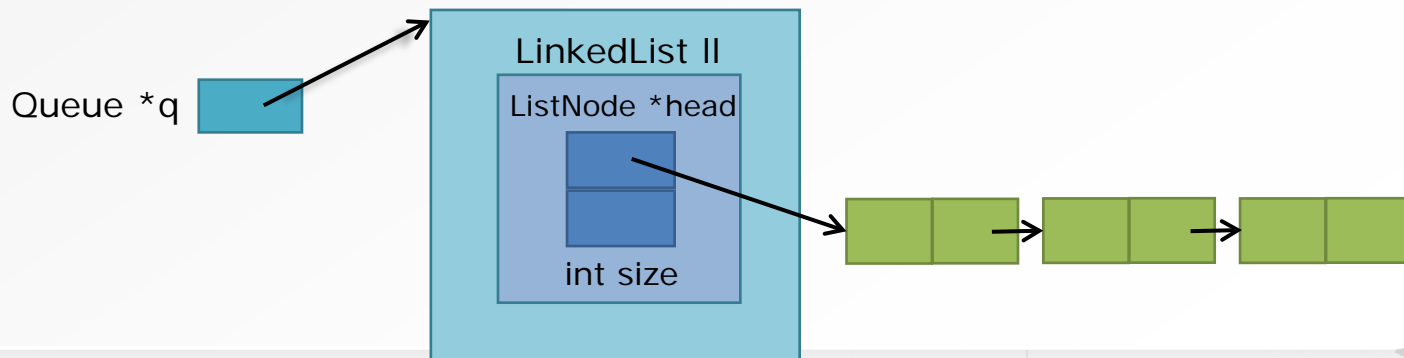 LinkedList ll
Queue *q
ListNode *head
int size